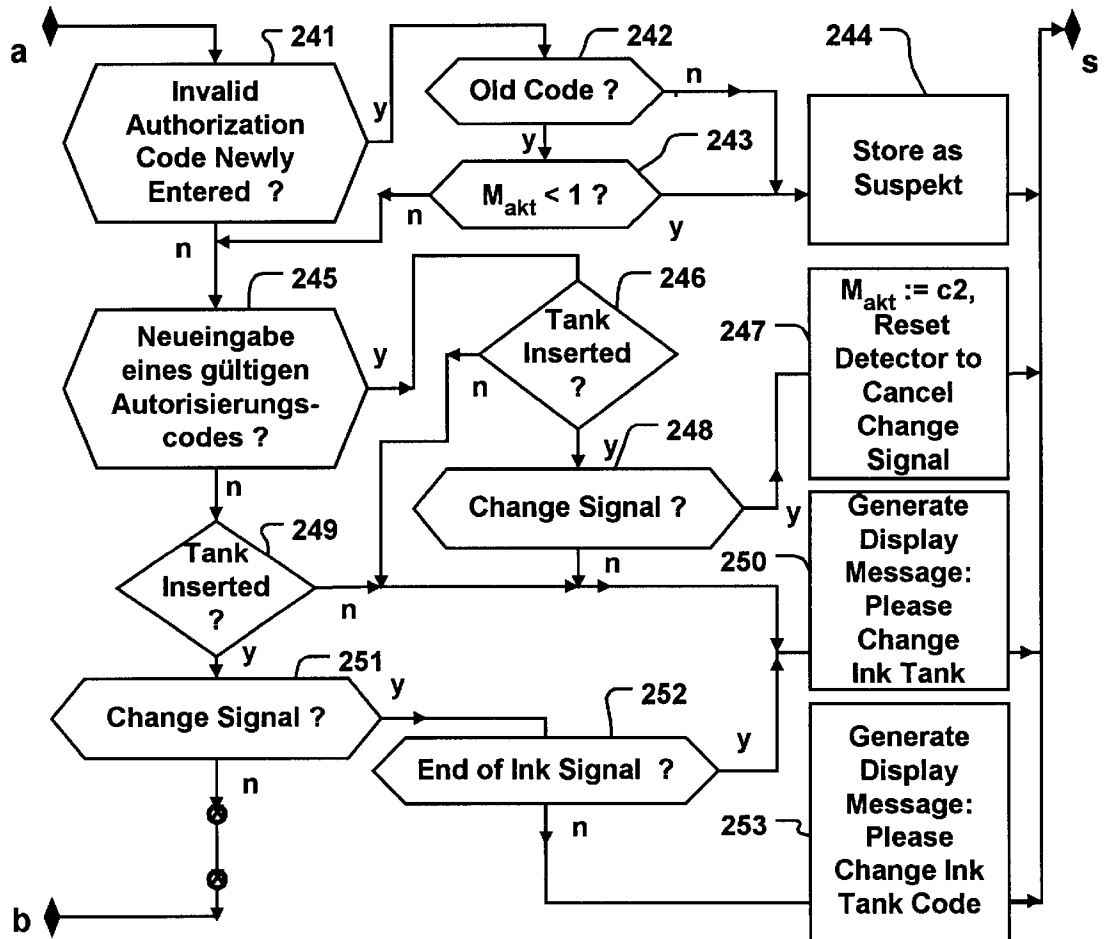 a
241
Invalid
Authorization
Code Newly
Entered ?
y
n
242
Old Code ?
n
y
243
M_akt < 1 ?
n
y
244
Store as
Suspekt
s
245
Neueingabe
eines gültigen
Autorisierungs-
codes ?
y
n
246
Tank
Inserted
?
n
y
247
M_akt := c2,
Reset
Detector to
Cancel
Change
Signal
248
Change Signal ?
y
n
249
Tank
Inserted
?
n
y
250
Generate
Display
Message:
Please
Change
Ink Tank
251
Change Signal ?
y
n
252
End of Ink Signal ?
y
n
253
Generate
Display
Message:
Please
Change Ink
Tank Code
b